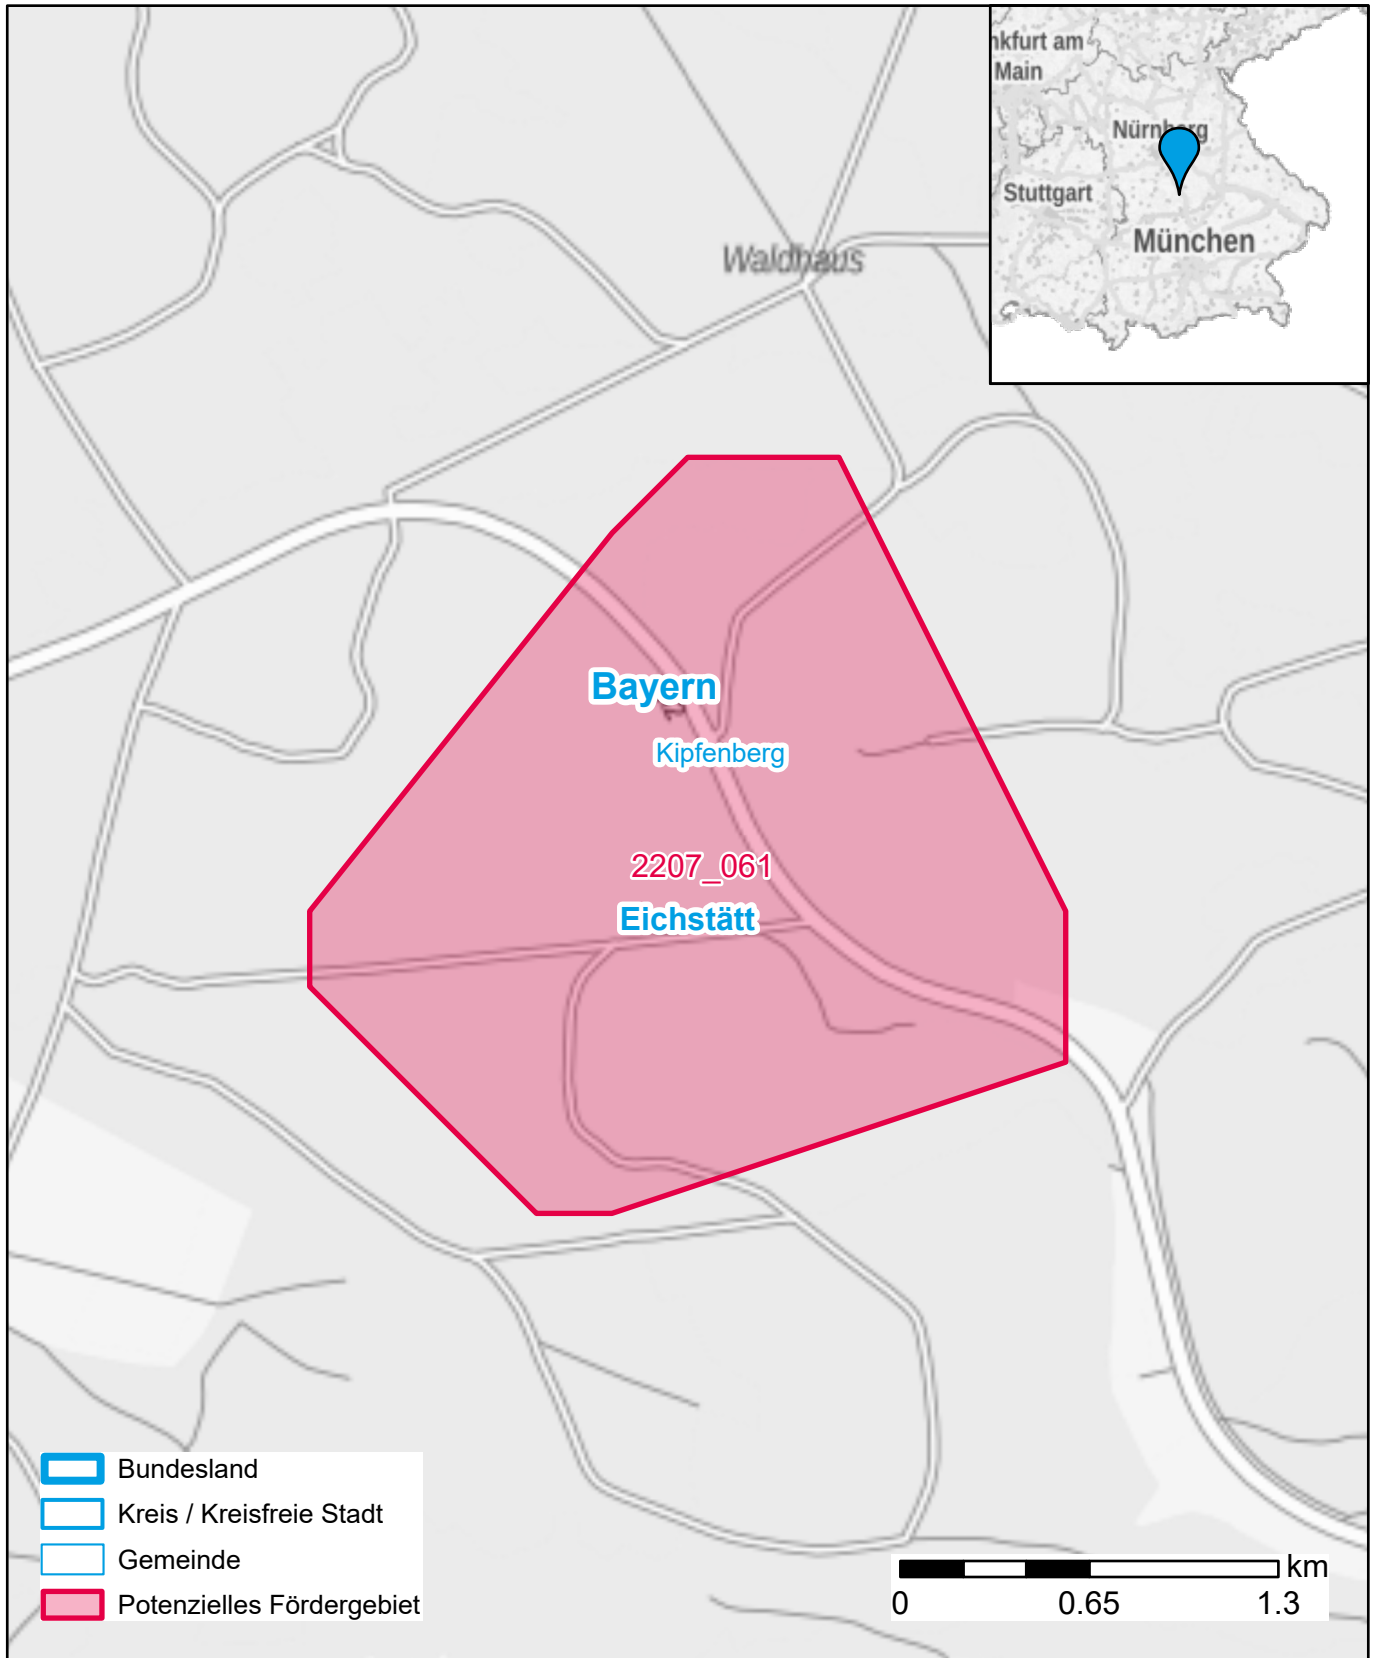 nkfurt am
Main
Nürnberg
Stuttgart
München
Waldhaus
Bayern
Kipfenberg
2207_061
Eichstätt
Bundesland
Kreis / Kreisfreie Stadt
Gemeinde
Potenzielles Fördergebiet
km
0 0.65 1.3